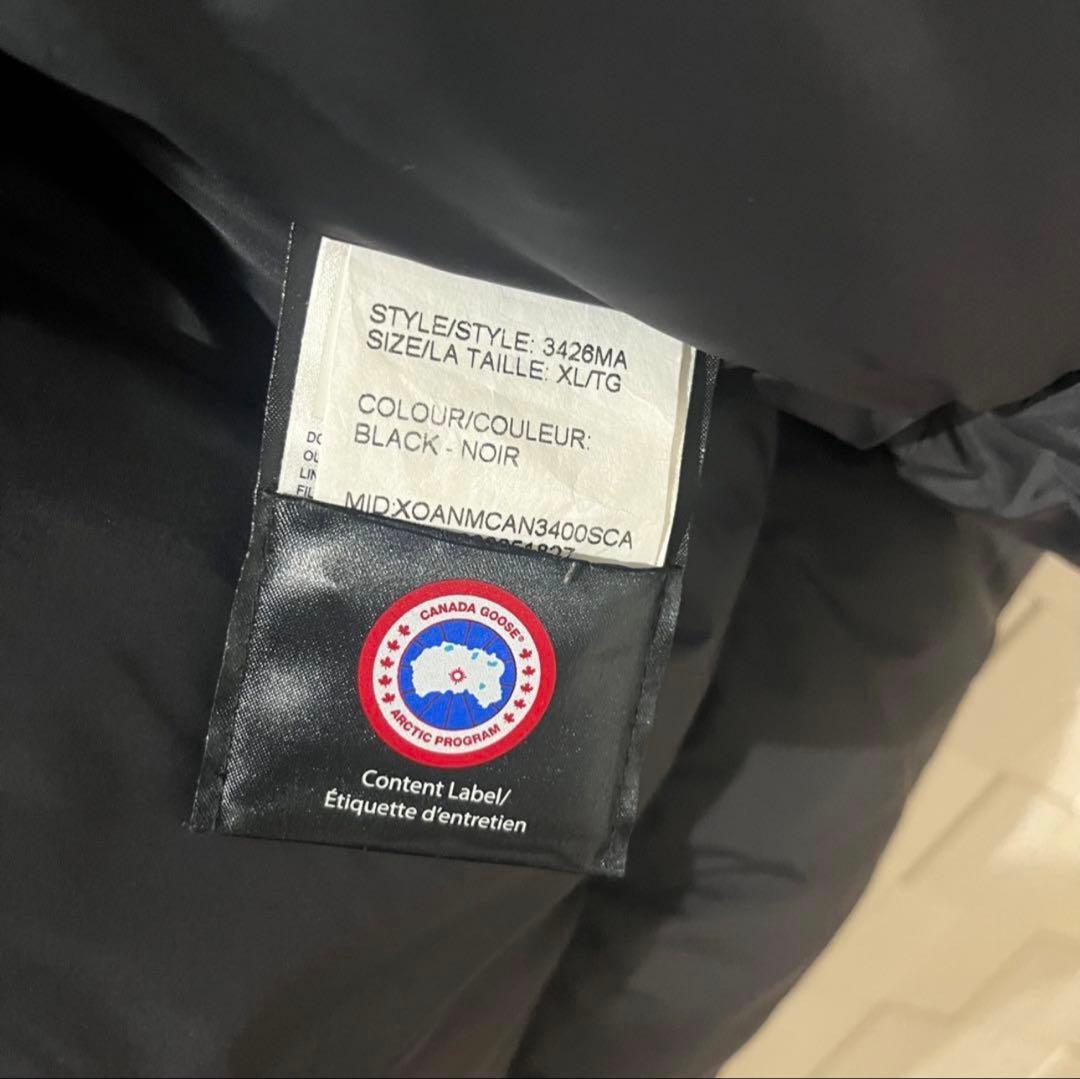 STYLE/STYLE: 3426MA
SIZE/LA TAILLE: XL/TG
COLOUR/COULEUR:
BLACK - NOIR
MID:XOANMCAN3400SCA
CANADA GOOSE®
ARCTIC PROGRAM
Content Label/
Étiquette d'entretien